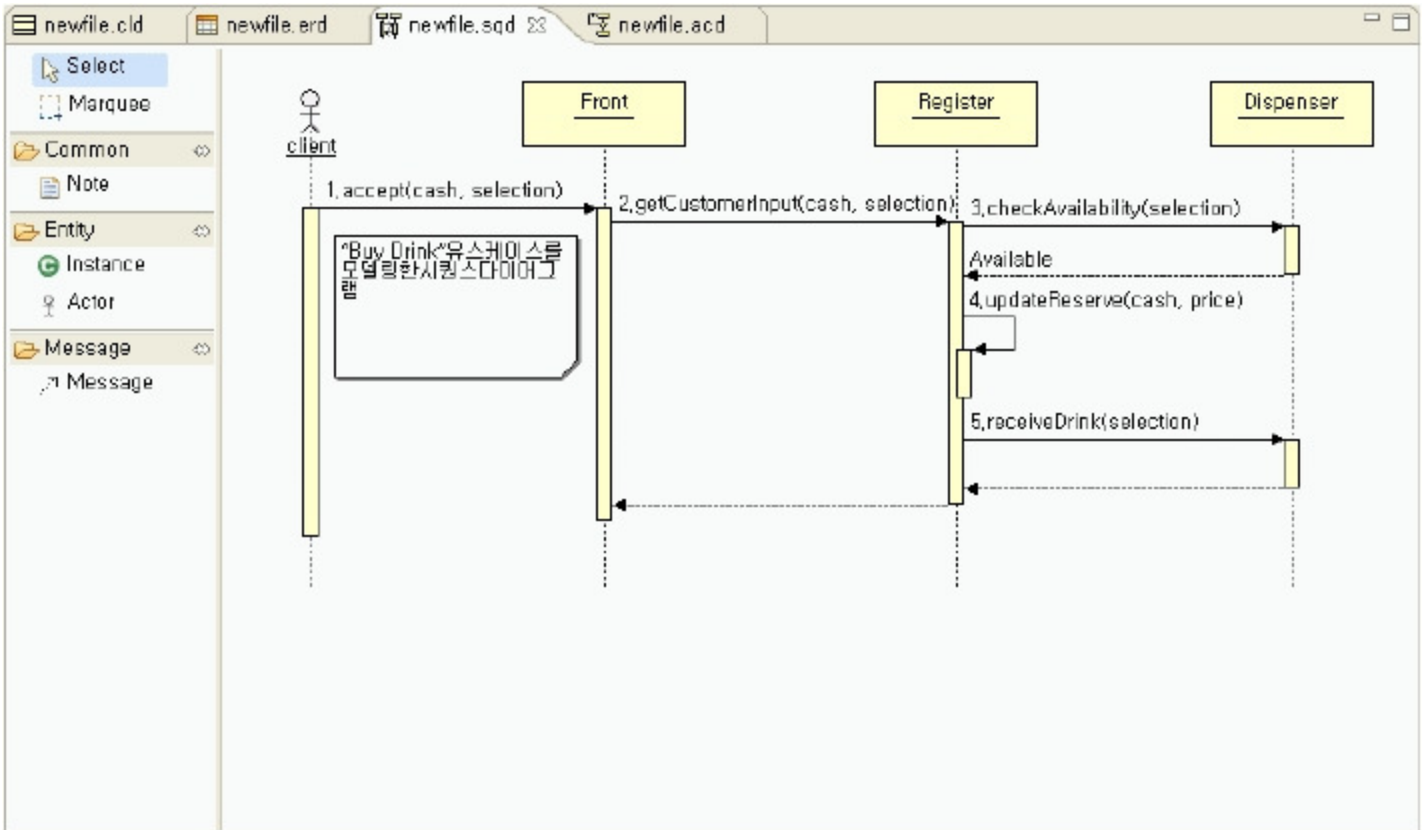 newfile.cld
newfile.erd
newfile.sqd
newfile.acd
Select
Marquee
Common
Note
Entity
Instance
Actor
Message
Message
client
Front
Register
Dispenser
1.accept(cash, selection)
2.getCustomerInput(cash, selection)
3.checkAvailability(selection)
"Buy Drink"유스케이스를
모델링한시퀀스다이어그
램
Available
4.updateReserve(cash, price)
5.receiveDrink(selection)